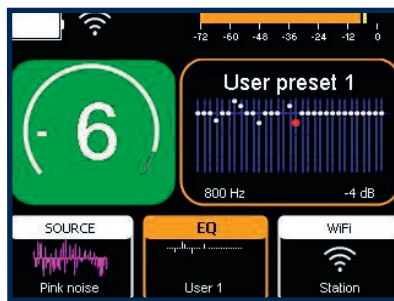 -72 -60 -48 -36 -24 -12 0
- 6
User preset 1
800 Hz -4 dB
SOURCE EQ WiFi
Pink noise User 1 Station